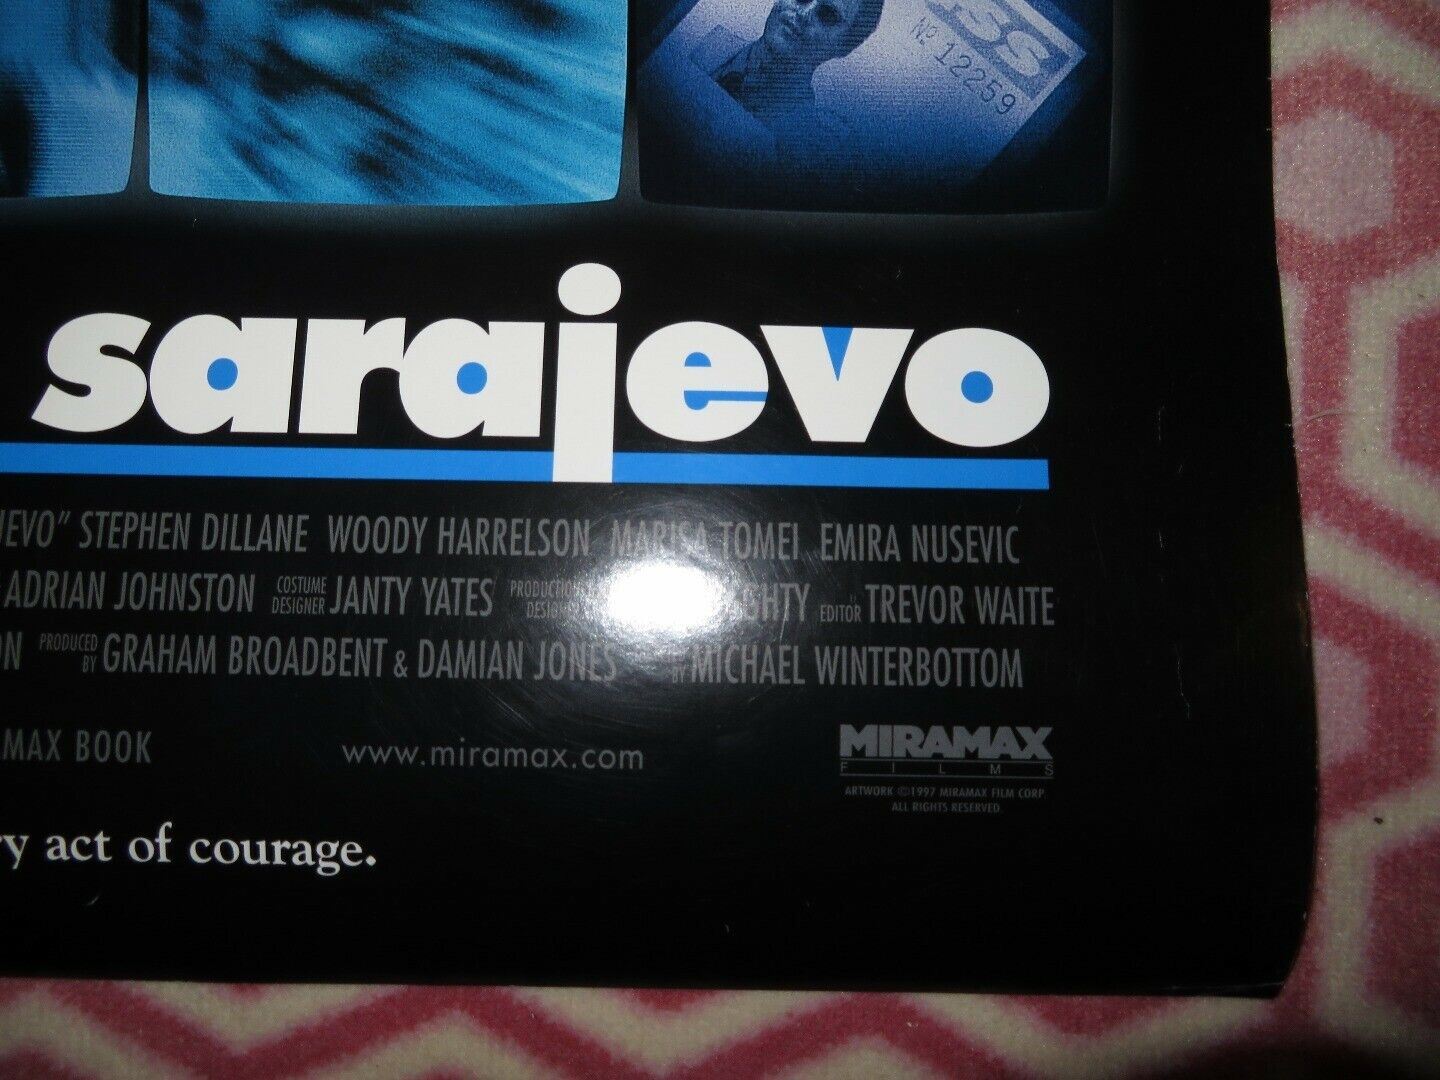 SS
Nº 12259
sarajevo
JEVO" STEPHEN DILLANE WOODY HARRELSON MARISA TOMEI EMIRA NUSEVIC
ADRIAN JOHNSTON COSTUME DESIGNER JANTY YATES PRODUCTION GHTY EDITOR TREVOR WAITE
ON PRODUCED BY GRAHAM BROADBENT & DAMIAN JONES BY MICHAEL WINTERBOTTOM
MAX BOOK
www.miramax.com
MIRAMAX
FILMS
ARTWORK ©1997 MIRAMAX FILM CORP.
ALL RIGHTS RESERVED.
ry act of courage.